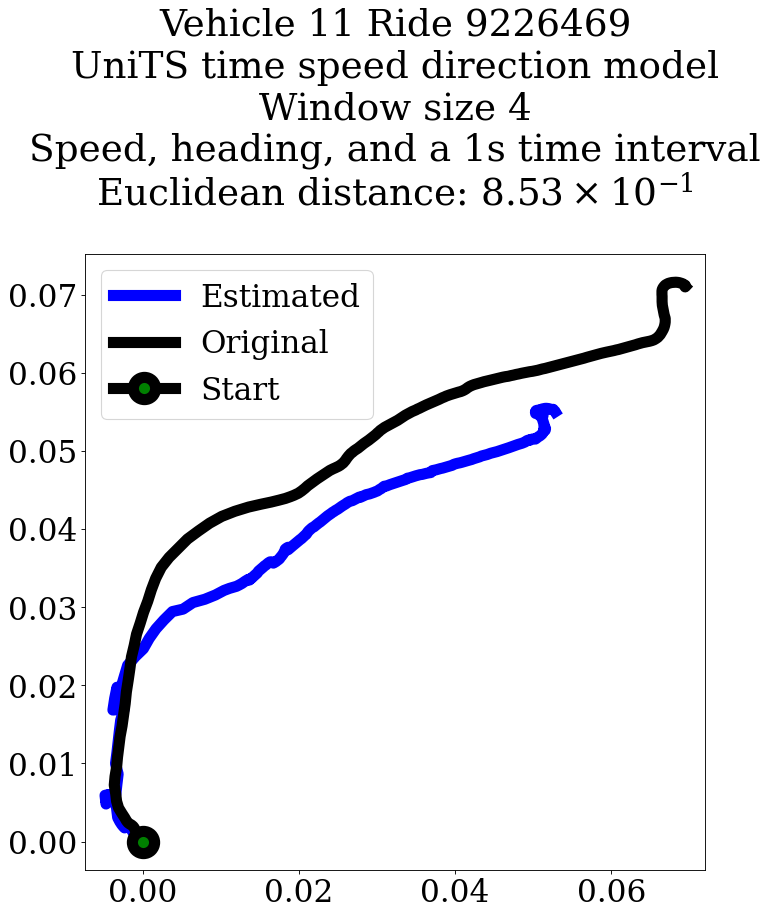 Vehicle 11 Ride 9226469
UniTS time speed direction model
Window size 4
Speed, heading, and a 1s time interval
Euclidean distance: 8.53 × 10⁻¹
Estimated
Original
Start
0.07
0.06
0.05
0.04
0.03
0.02
0.01
0.00
0.00 0.02 0.04 0.06